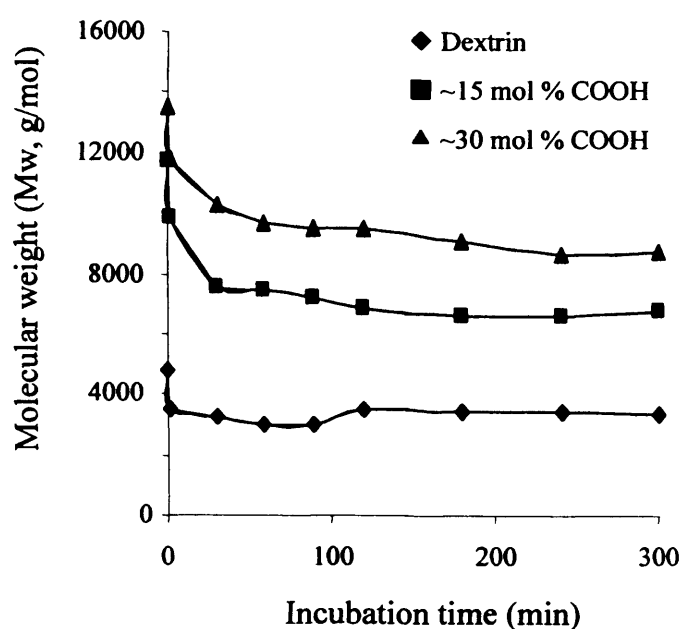 16000
12000
8000
4000
0
Molecular weight (Mw, g/mol)
Dextrin
~15 mol % COOH
~30 mol % COOH
0 100 200 300
Incubation time (min)